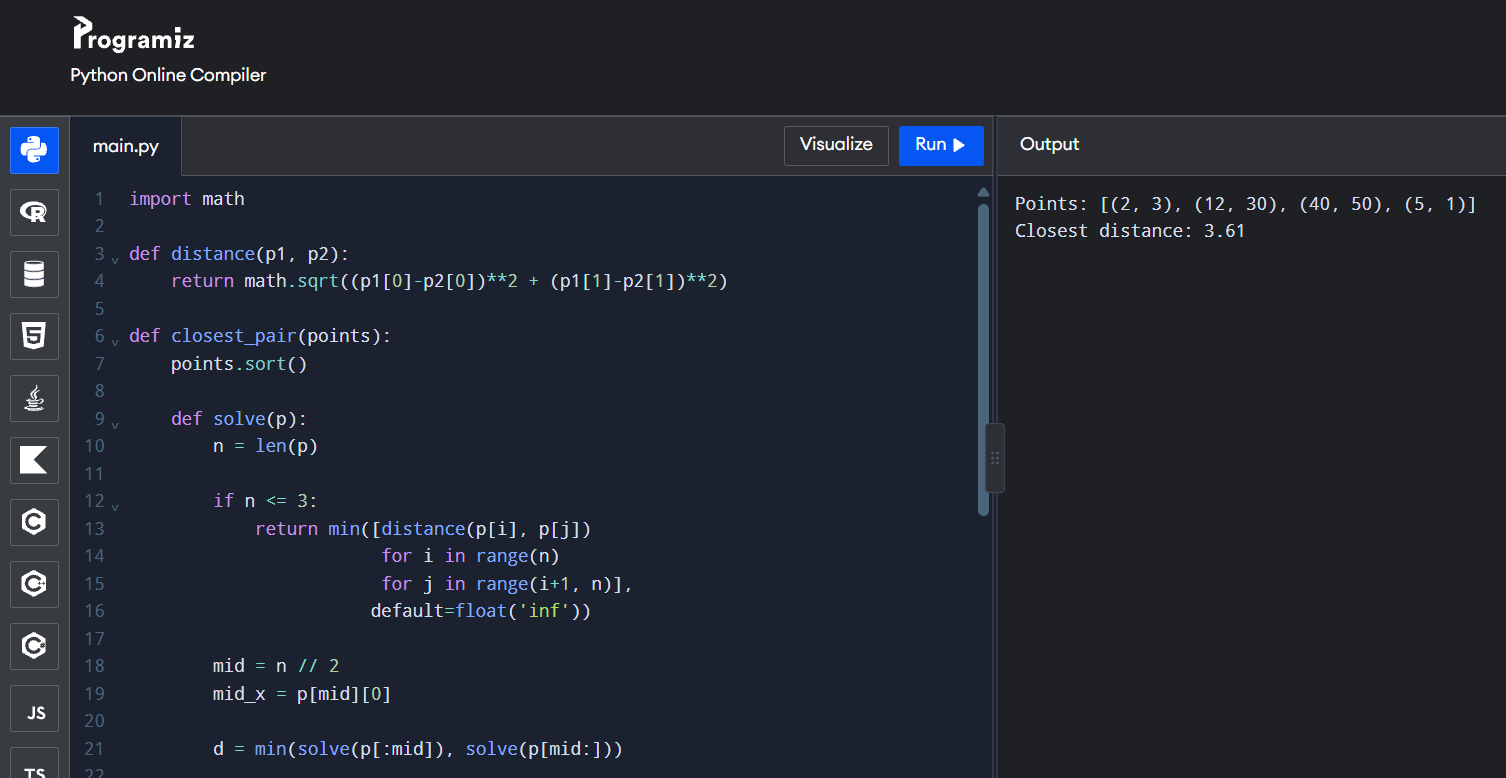 Programiz
Python Online Compiler
main.py
Visualize
Run
Output
1 import math
2
3 def distance(p1, p2):
4     return math.sqrt((p1[0]-p2[0])**2 + (p1[1]-p2[1])**2)
5
6 def closest_pair(points):
7     points.sort()
8
9     def solve(p):
10         n = len(p)
11
12         if n <= 3:
13             return min([distance(p[i], p[j])
14                         for i in range(n)
15                         for j in range(i+1, n)],
16                        default=float('inf'))
17
18         mid = n // 2
19         mid_x = p[mid][0]
20
21         d = min(solve(p[:mid]), solve(p[mid:]))
22
Points: [(2, 3), (12, 30), (40, 50), (5, 1)]
Closest distance: 3.61
R
5
C
C
C
JS
TS